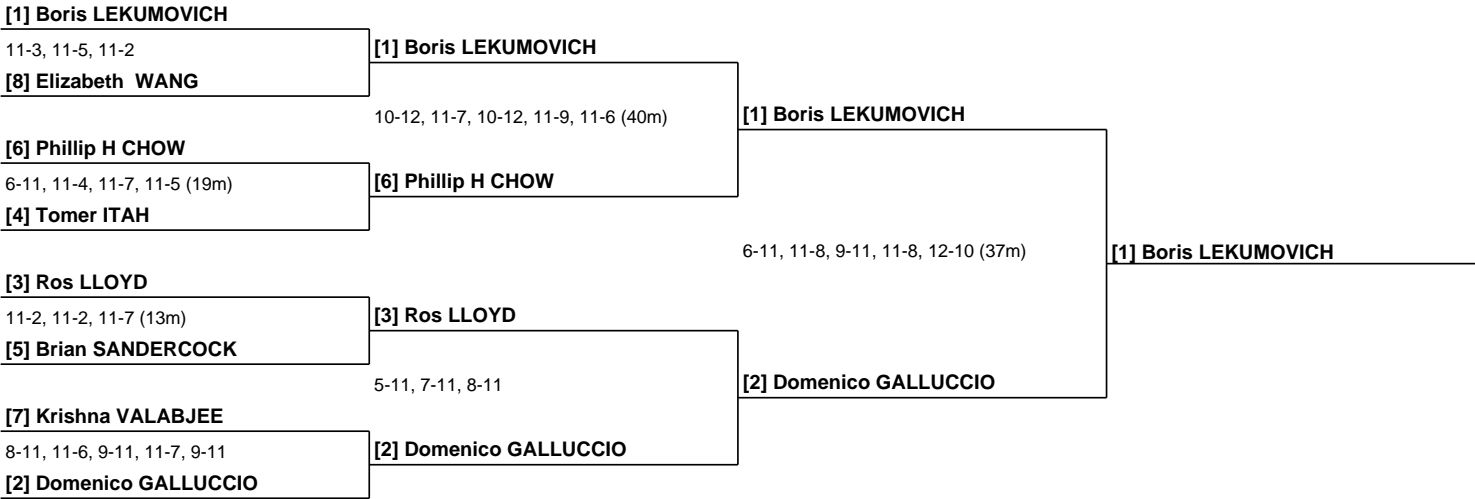 [1] Boris LEKUMOVICH
11-3, 11-5, 11-2
[8] Elizabeth  WANG
[6] Phillip H CHOW
6-11, 11-4, 11-7, 11-5 (19m)
[4] Tomer ITAH
[3] Ros LLOYD
11-2, 11-2, 11-7 (13m)
[5] Brian SANDERCOCK
[7] Krishna VALABJEE
8-11, 11-6, 9-11, 11-7, 9-11
[2] Domenico GALLUCCIO
[1] Boris LEKUMOVICH
10-12, 11-7, 10-12, 11-9, 11-6 (40m)
[6] Phillip H CHOW
[3] Ros LLOYD
5-11, 7-11, 8-11
[2] Domenico GALLUCCIO
[1] Boris LEKUMOVICH
6-11, 11-8, 9-11, 11-8, 12-10 (37m)
[2] Domenico GALLUCCIO
[1] Boris LEKUMOVICH